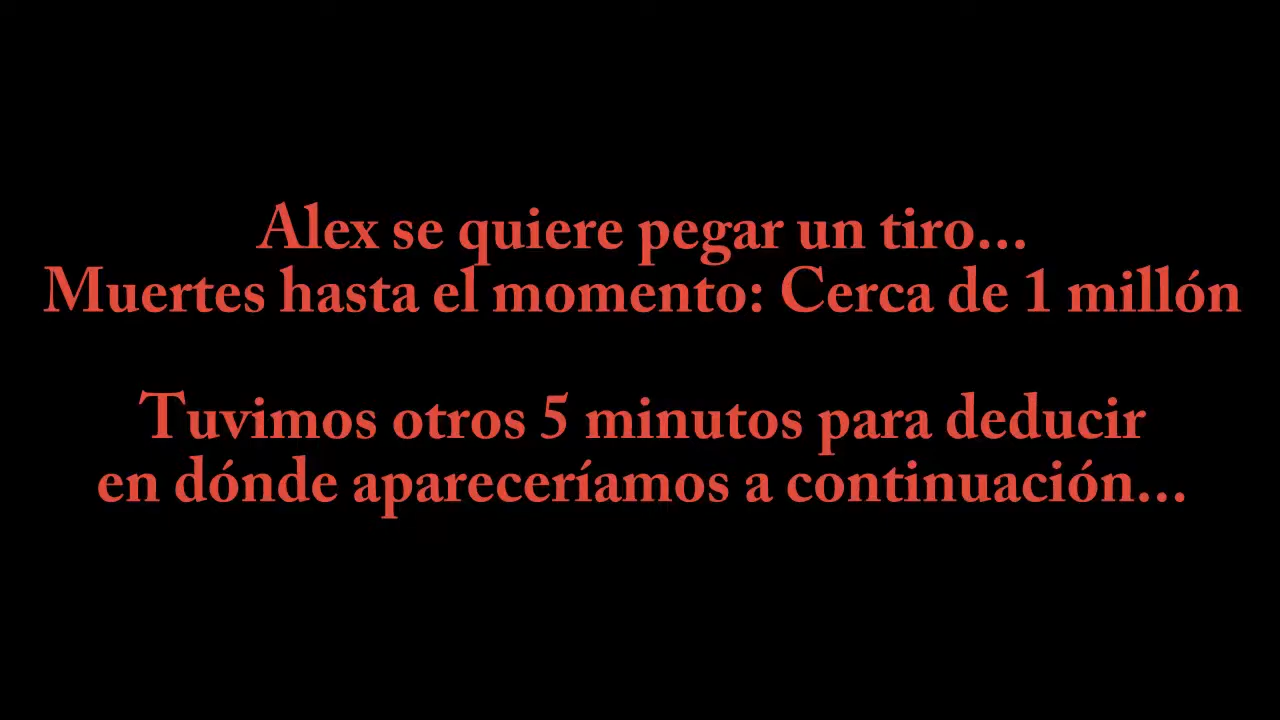 Alex se quiere pegar un tiro...
Muertes hasta el momento: Cerca de 1 millón
Tuvimos otros 5 minutos para deducir
en dónde apareceríamos a continuación...